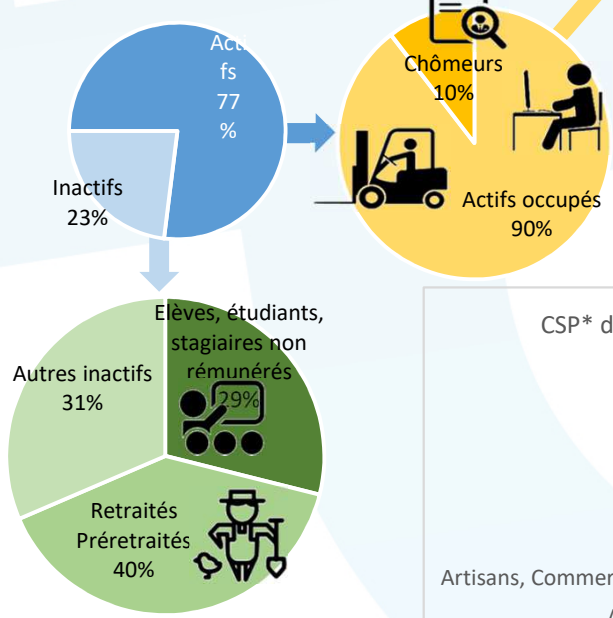 Acti
fs
77
%
Inactifs
23%
Chômeurs
10%
Actifs occupés
90%
Elèves, étudiants,
stagiaires non
rémunérés
29%
Autres inactifs
31%
Retraités
Préretraités
40%
CSP* d
Artisans, Commer